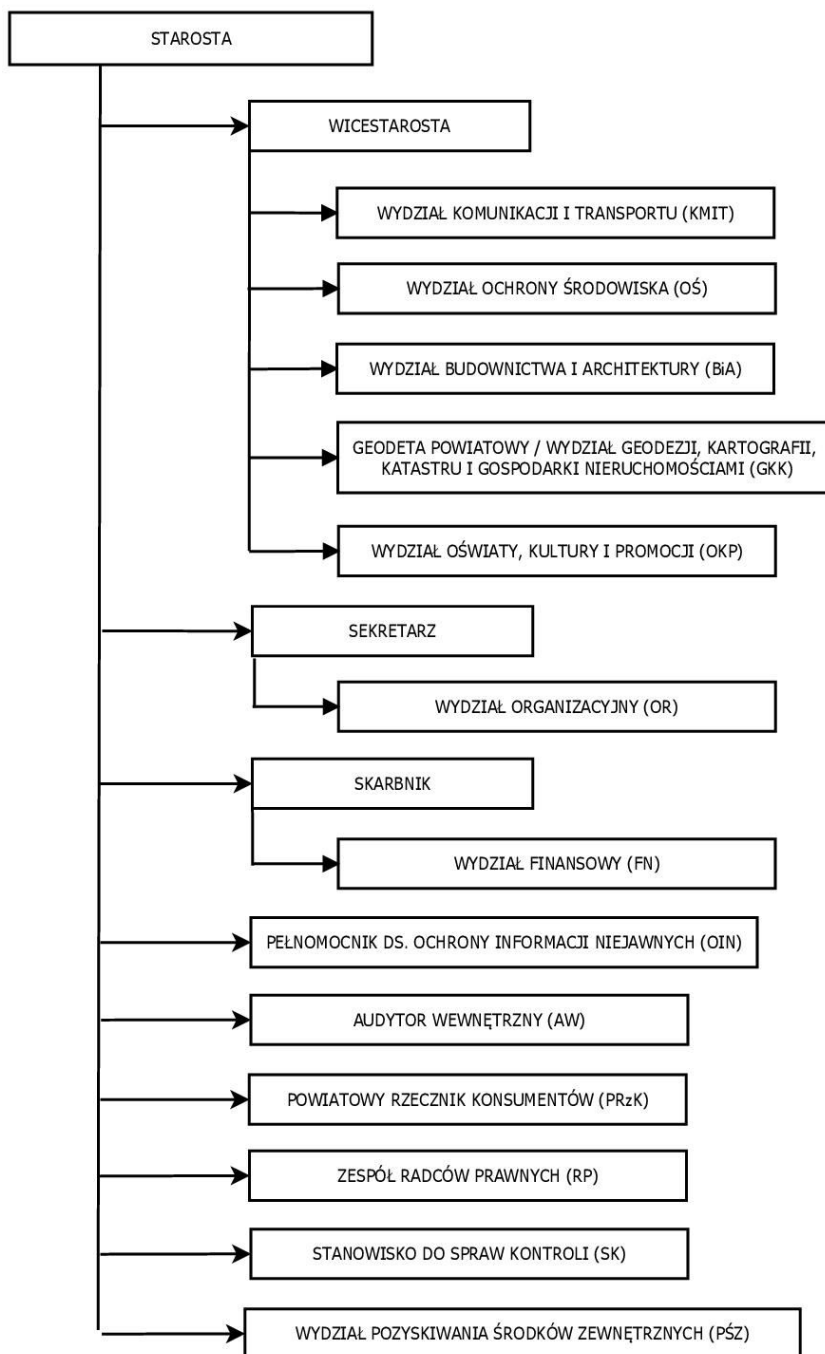 STAROSTA
WICESTAROSTA
WYDZIAŁ KOMUNIKACJI I TRANSPORTU (KMIT)
WYDZIAŁ OCHRONY ŚRODOWISKA (OŚ)
WYDZIAŁ BUDOWNICTWA I ARCHITEKTURY (BiA)
GEODETA POWIATOWY / WYDZIAŁ GEODEZJI, KARTOGRAFII,
KATASTRU I GOSPODARKI NIERUCHOMOŚCIAMI (GKK)
WYDZIAŁ OŚWIATY, KULTURY I PROMOCJI (OKP)
SEKRETARZ
WYDZIAŁ ORGANIZACYJNY (OR)
SKARBNIK
WYDZIAŁ FINANSOWY (FN)
PEŁNOMOCNIK DS. OCHRONY INFORMACJI NIEJAWNYCH (OIN)
AUDYTOR WEWNĘTRZNY (AW)
POWIATOWY RZECZNIK KONSUMENTÓW (PRzK)
ZESPÓŁ RADCÓW PRAWNYCH (RP)
STANOWISKO DO SPRAW KONTROLI (SK)
WYDZIAŁ POZYSKIWANIA ŚRODKÓW ZEWNĘTRZNYCH (PŚZ)